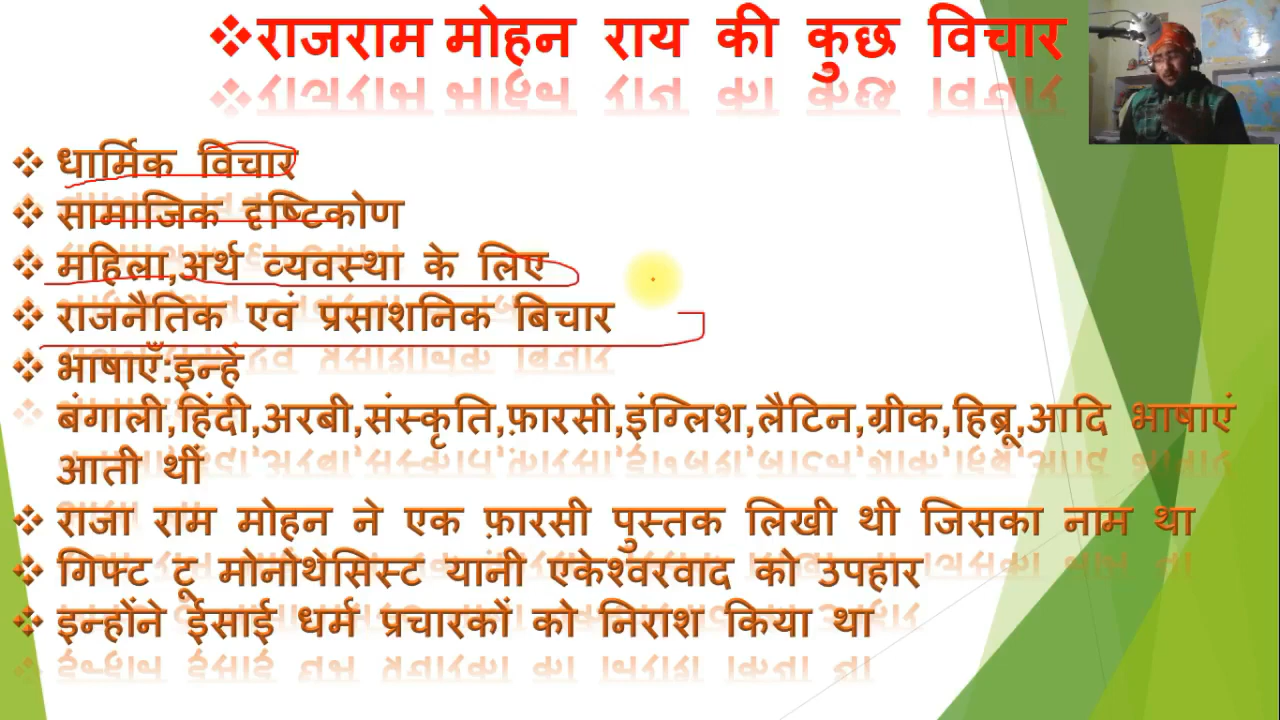 ❖राजराम मोहन राय की कुछ विचार
❖ धार्मिक विचार
❖ सामाजिक दृष्टिकोण
❖ महिला,अर्थ व्यवस्था के लिए
❖ राजनैतिक एवं प्रसाशनिक बिचार
❖ भाषाएँ:इन्हें
❖ बंगाली,हिंदी,अरबी,संस्कृति,फ़ारसी,इंग्लिश,लैटिन,ग्रीक,हिब्रू,आदि भाषाएं
आती थीं
❖ राजा राम मोहन ने एक फ़ारसी पुस्तक लिखी थी जिसका नाम था
❖ गिफ्ट टू मोनोथेसिस्ट यांनी एकेश्वरवाद को उपहार
❖ इन्होंने ईसाई धर्म प्रचारकों को निराश किया था